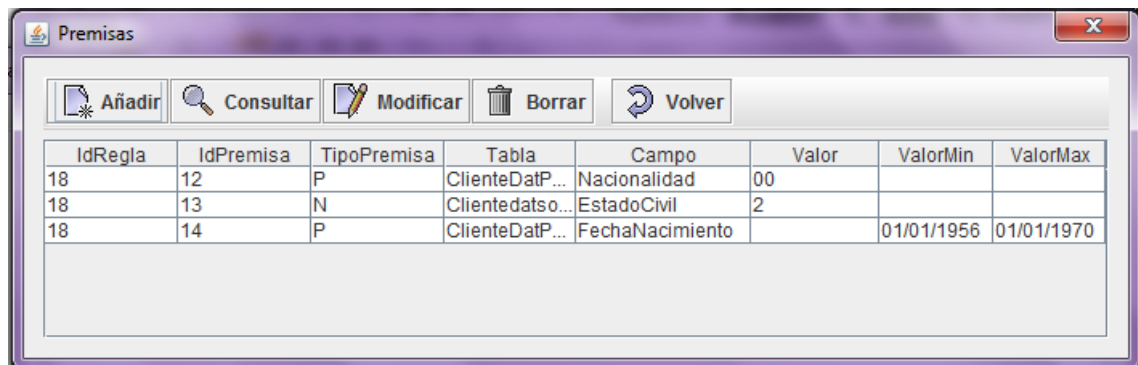 Premisas
Añadir Consultar Modificar Borrar Volver
IdRegla IdPremisa TipoPremisa Tabla Campo Valor ValorMin ValorMax
18 12 P ClienteDatP... Nacionalidad 00
18 13 N Clientedatso... EstadoCivil 2
18 14 P ClienteDatP... FechaNacimiento 01/01/1956 01/01/1970